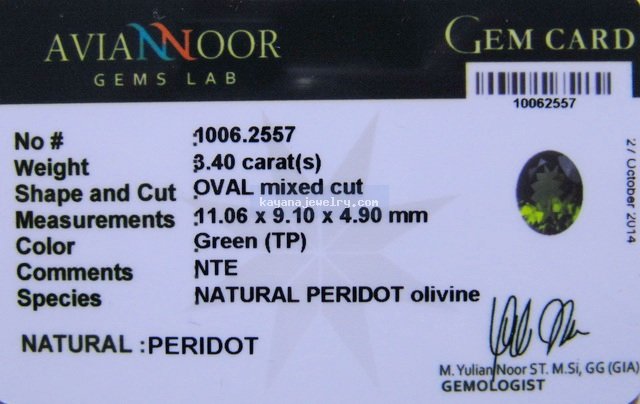 AVIANNOOR
GEMS LAB
GEM CARD
10062557
27 October 2014
No # :1006.2557
Weight :3.40 carat(s)
Shape and Cut :OVAL mixed cut
kayanajewelry.com
Measurements :11.06 x 9.10 x 4.90 mm
Color :Green (TP)
Comments :NTE
Species :NATURAL PERIDOT olivine
NATURAL :PERIDOT
M. Yulian Noor ST. M.Si, GG (GIA)
GEMOLOGIST